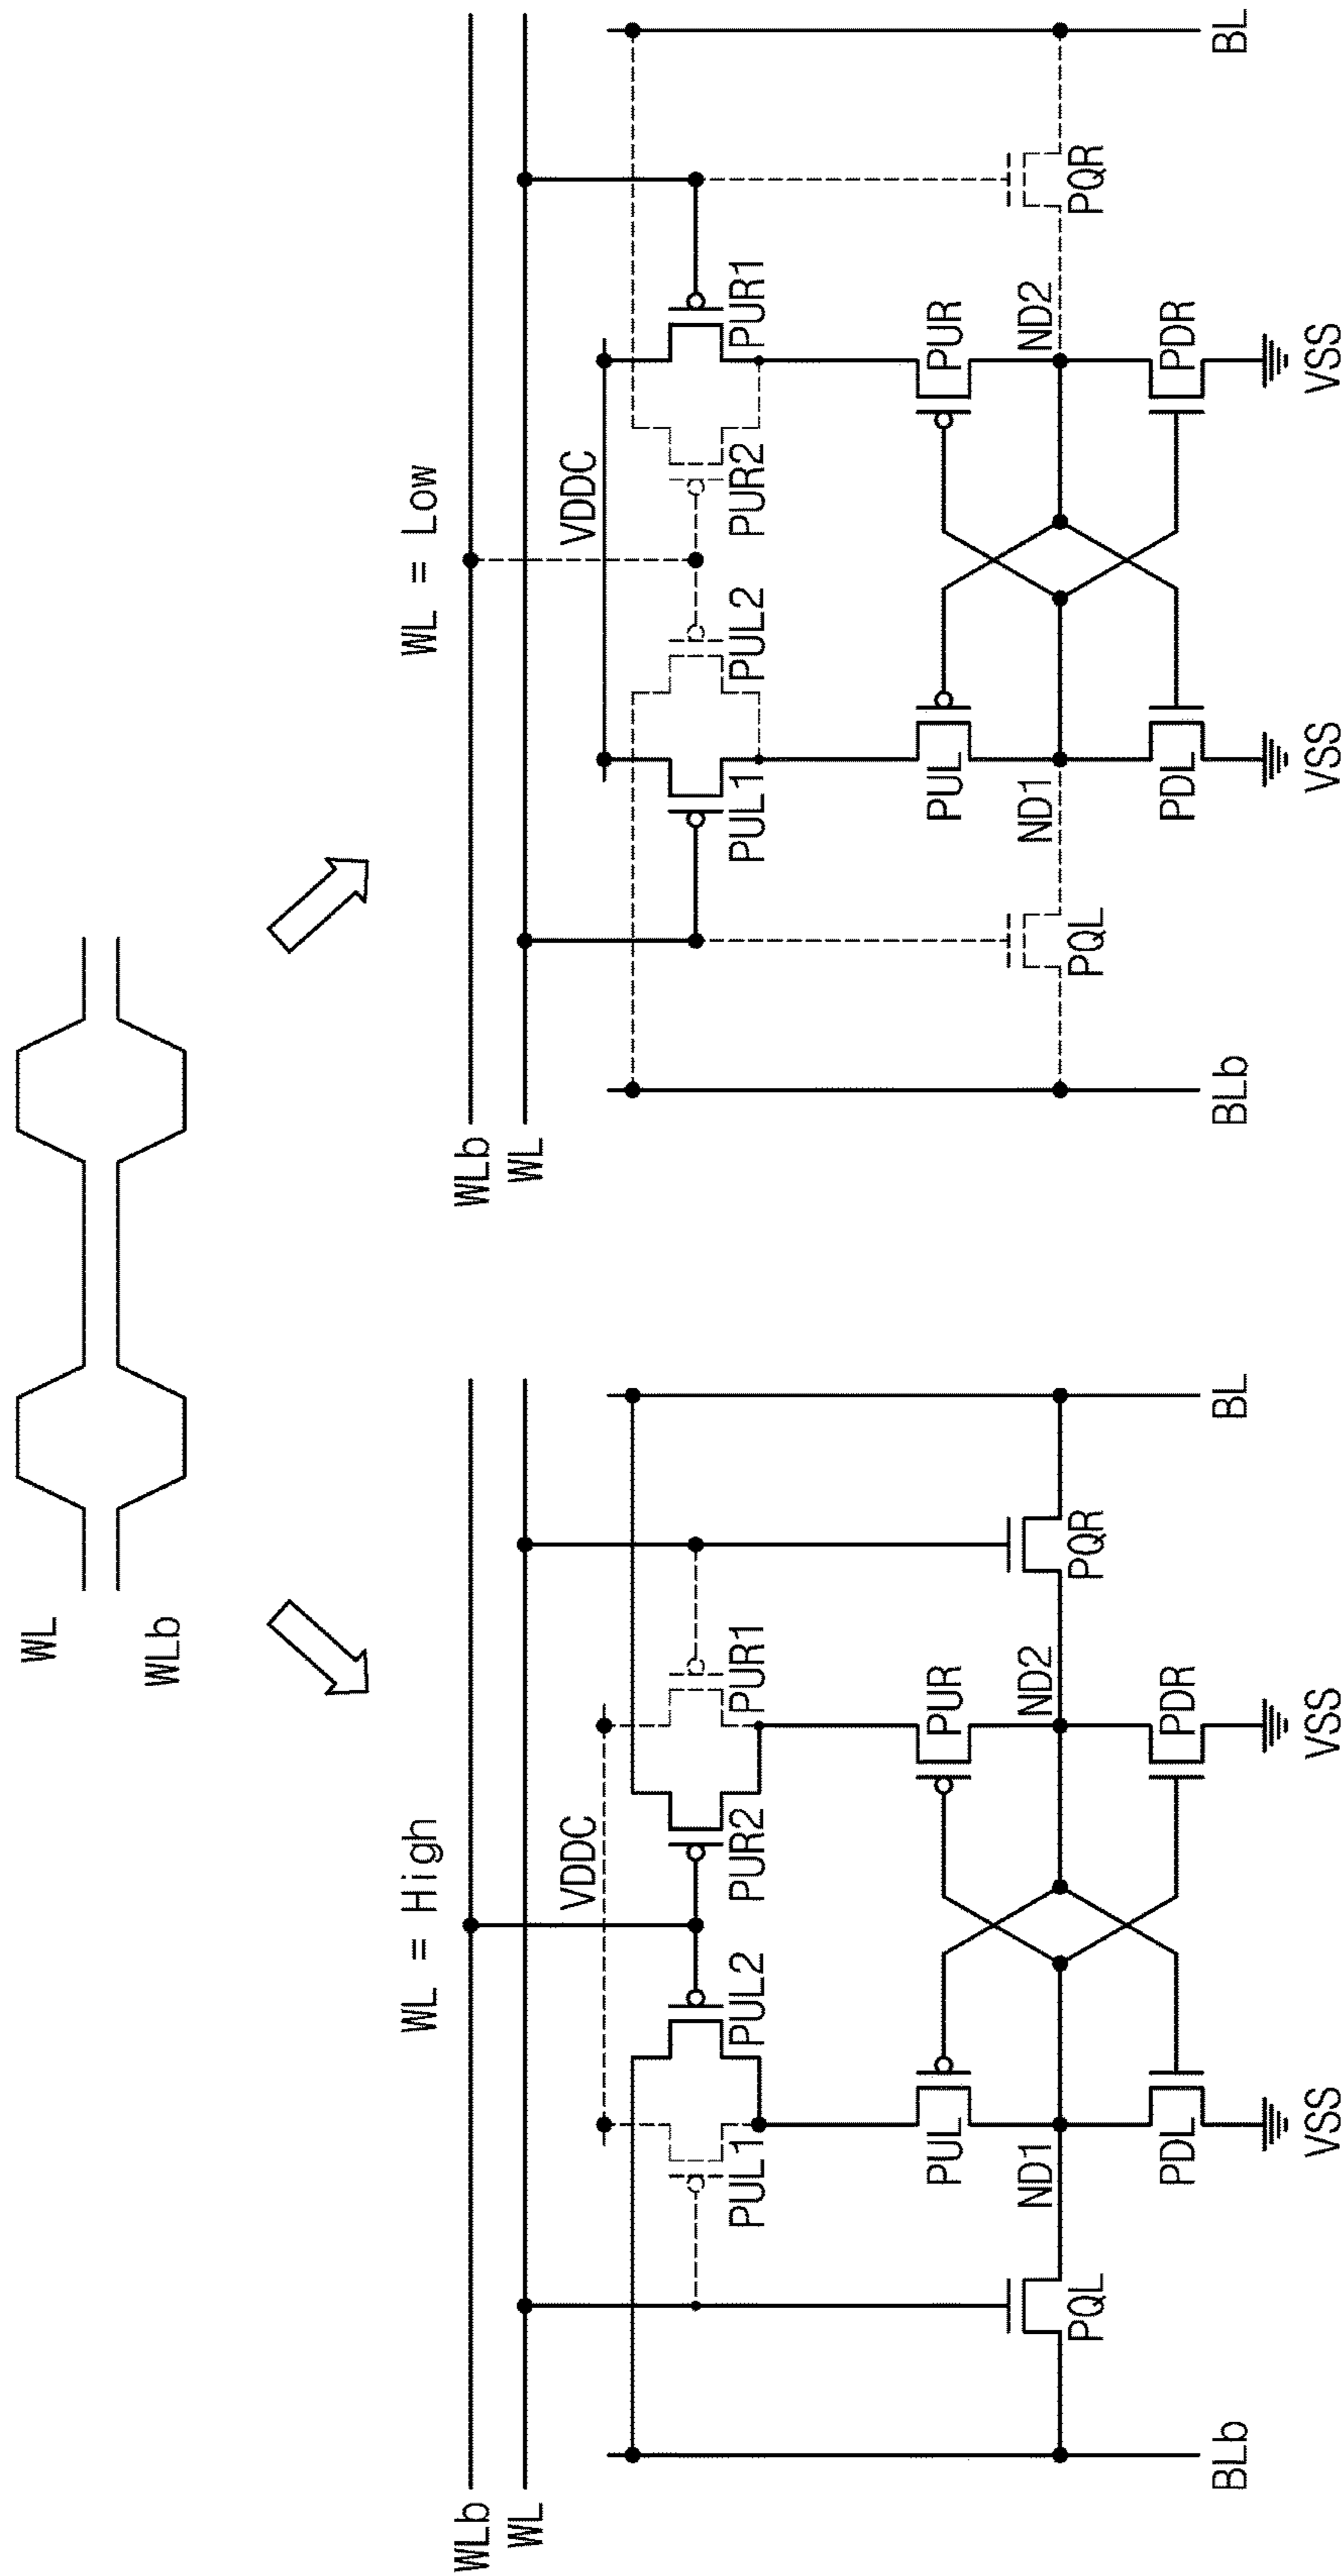 WL
WLb
WL = High
WLb
WL
VDDC
PUL1
PUL2
PUR2
PUR1
PUL
PUR
ND1
ND2
PQL
PQR
PDL
PDR
BLb
BL
VSS
VSS
WL = Low
WLb
WL
VDDC
PUL1
PUL2
PUR2
PUR1
PUL
PUR
ND1
ND2
PQL
PQR
PDL
PDR
BLb
BL
VSS
VSS